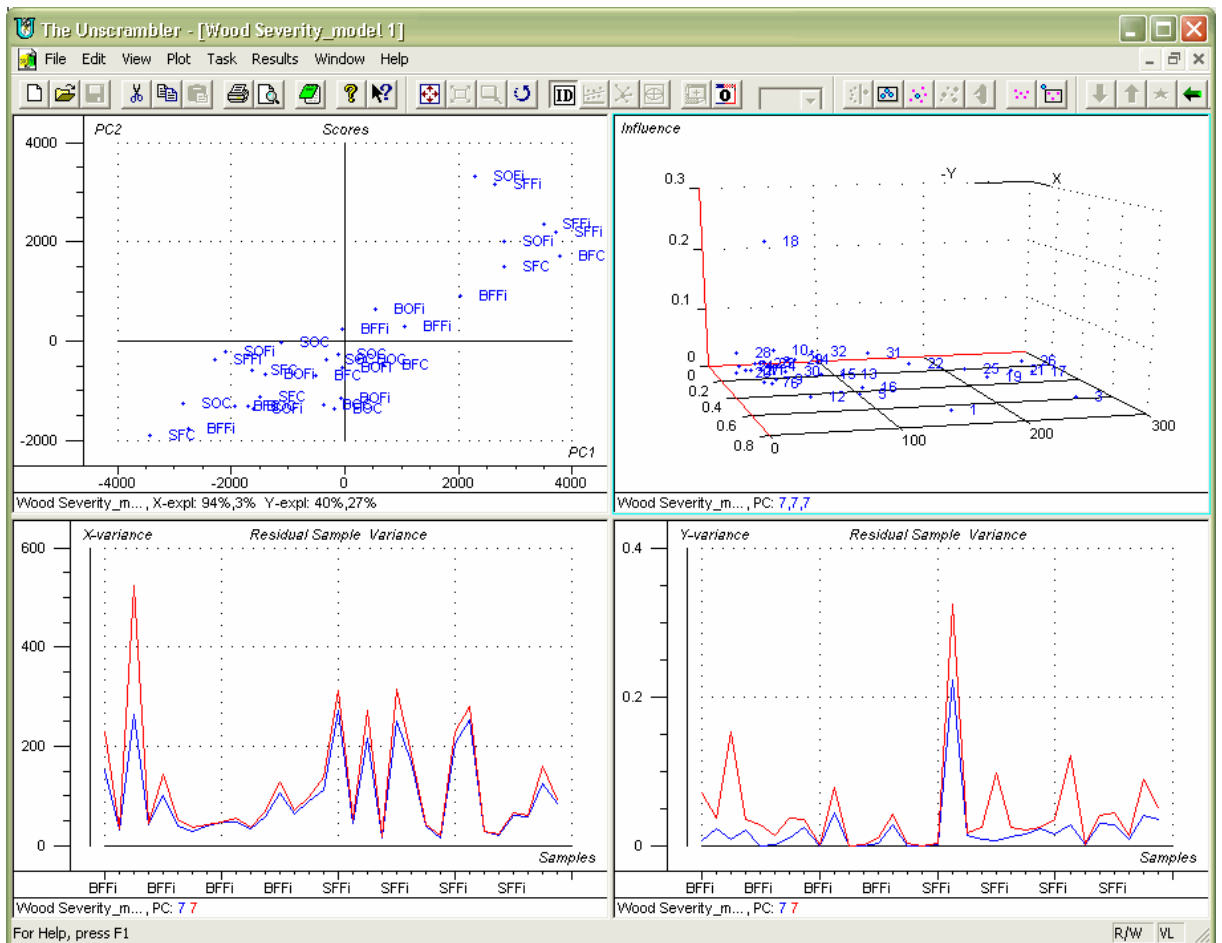 The Unscrambler - [Wood Severity_model 1]
File Edit View Plot Task Results Window Help
ID
PC2 Scores
4000
2000
0
-2000
SOFi
SFFi
SFFi
SFFi
SOFi
BFC
SFC
BFFi
BOFi
BFFi
BFFi
SOC
SOFi
SFFi
SOC
BOC
BFC
BOFi
SFC
BOFi
BFC
SFC
SOC
BOFi
BOFi
BOC
BFFi
SFC
PC1
-4000 -2000 0 2000 4000
Wood Severity_m... , X-expl: 94%,3% Y-expl: 40%,27%
Influence
-Y X
0.3
0.2
0.1
0
0
0.2
0.4
0.6
0.8
0
100
200
300
18
28
10
32
31
22
26
25
19
21
17
30
15
13
16
5
12
3
1
Wood Severity_m... , PC: 7,7,7
X-variance Residual Sample Variance
600
400
200
0
Samples
BFFi BFFi BFFi BFFi SFFi SFFi SFFi SFFi
Wood Severity_m... , PC: 7 7
Y-variance Residual Sample Variance
0.4
0.2
0
Samples
BFFi BFFi BFFi BFFi SFFi SFFi SFFi SFFi
Wood Severity_m... , PC: 7 7
For Help, press F1
R/W VL